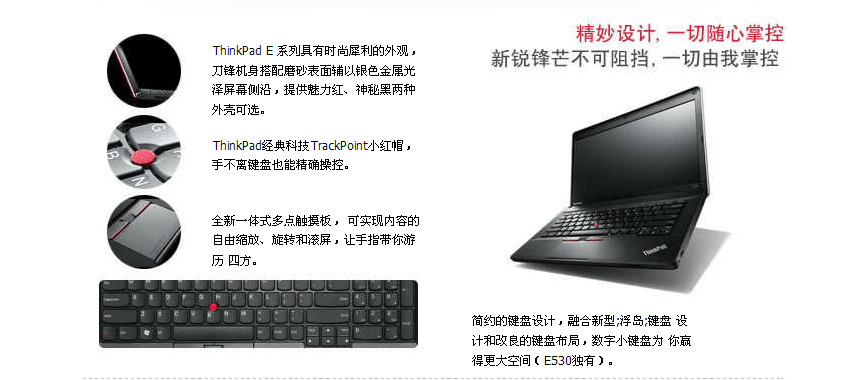 精妙设计, 一切随心掌控
新锐锋芒不可阻挡, 一切由我掌控
ThinkPad E 系列具有时尚犀利的外观，
刀锋机身搭配磨砂表面辅以银色金属光
泽屏幕侧沿，提供魅力红、神秘黑两种
外壳可选。
ThinkPad经典科技TrackPoint小红帽，
手不离键盘也能精确操控。
全新一体式多点触摸板， 可实现内容的
自由缩放、旋转和滚屏，让手指带你游
历 四方。
ThinkPad
简约的键盘设计，融合新型;浮岛;键盘 设
计和改良的键盘布局，数字小键盘为 你赢
得更大空间（E530独有）。
G
B
N